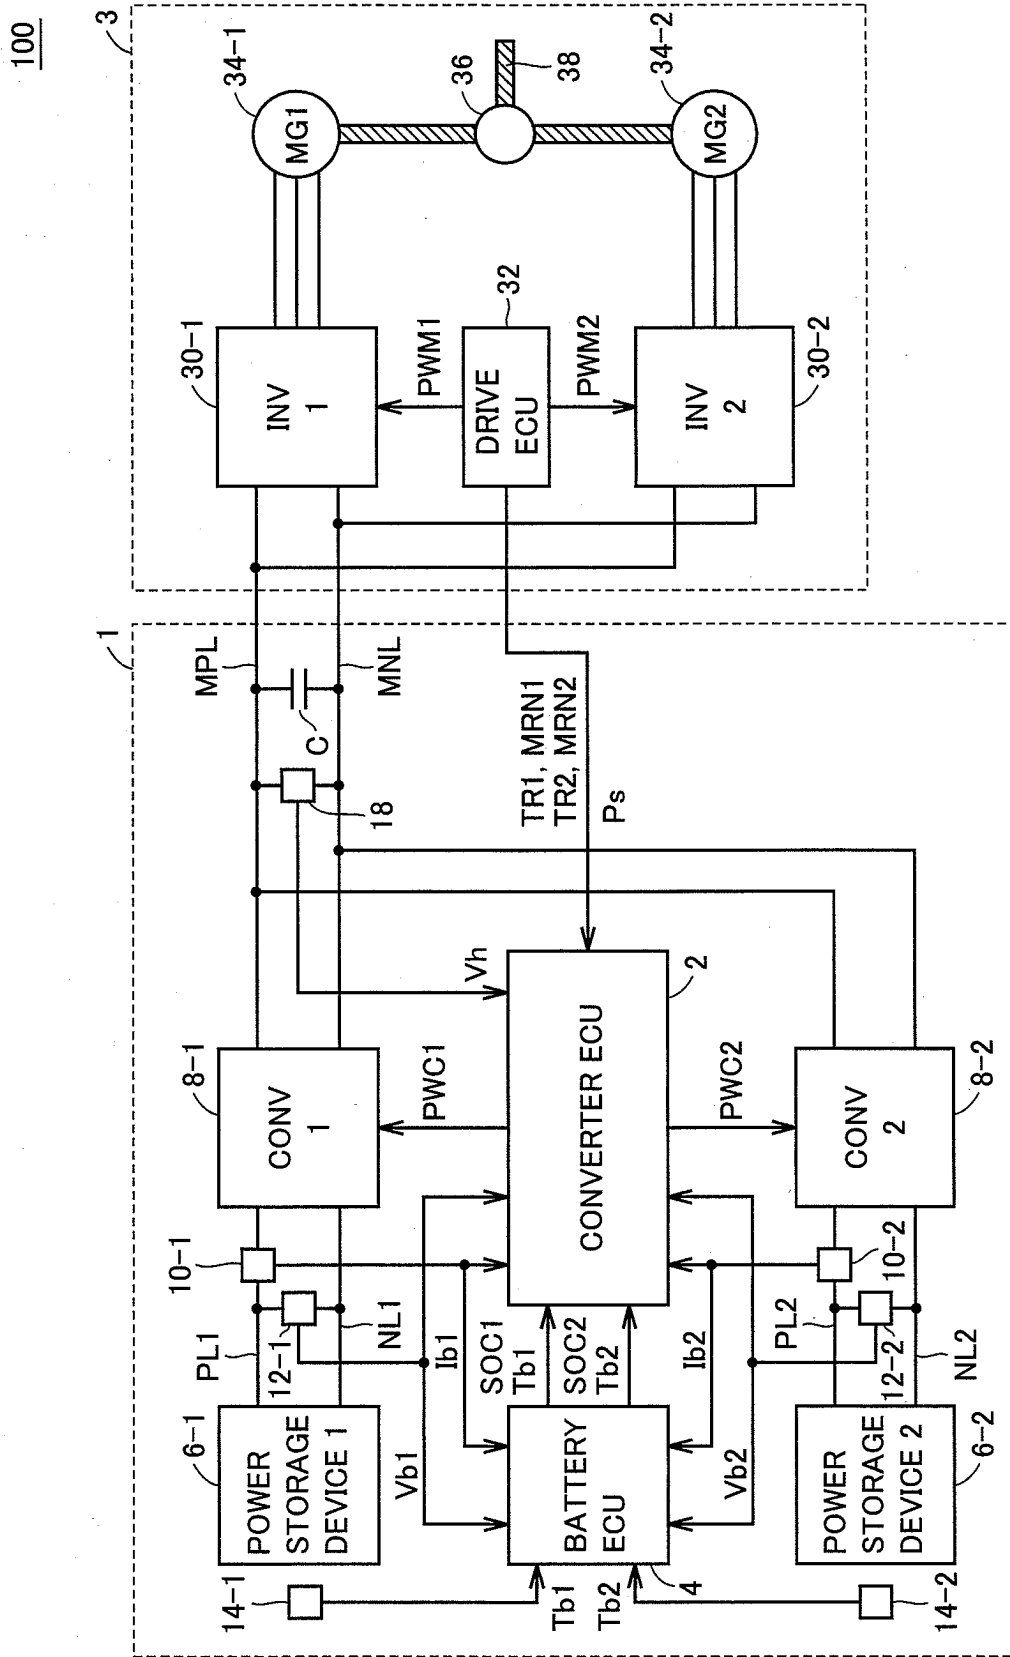 100
1
3
6-1
POWER
STORAGE
DEVICE 1
14-1
PL1
12-1
10-1
NL1
8-1
CONV
1
MPL
MNL
C
18
Vh
30-1
INV
1
34-1
MG1
Vb1
Ib1
PWC1
PWM1
36
38
Tb1
Tb2
4
BATTERY
ECU
SOC1
Tb1
SOC2
Tb2
CONVERTER ECU
2
TR1, MRN1
TR2, MRN2
Ps
DRIVE
ECU
32
Vb2
Ib2
PWC2
PWM2
14-2
POWER
STORAGE
DEVICE 2
6-2
PL2
12-2
10-2
NL2
CONV
2
8-2
INV
2
30-2
MG2
34-2